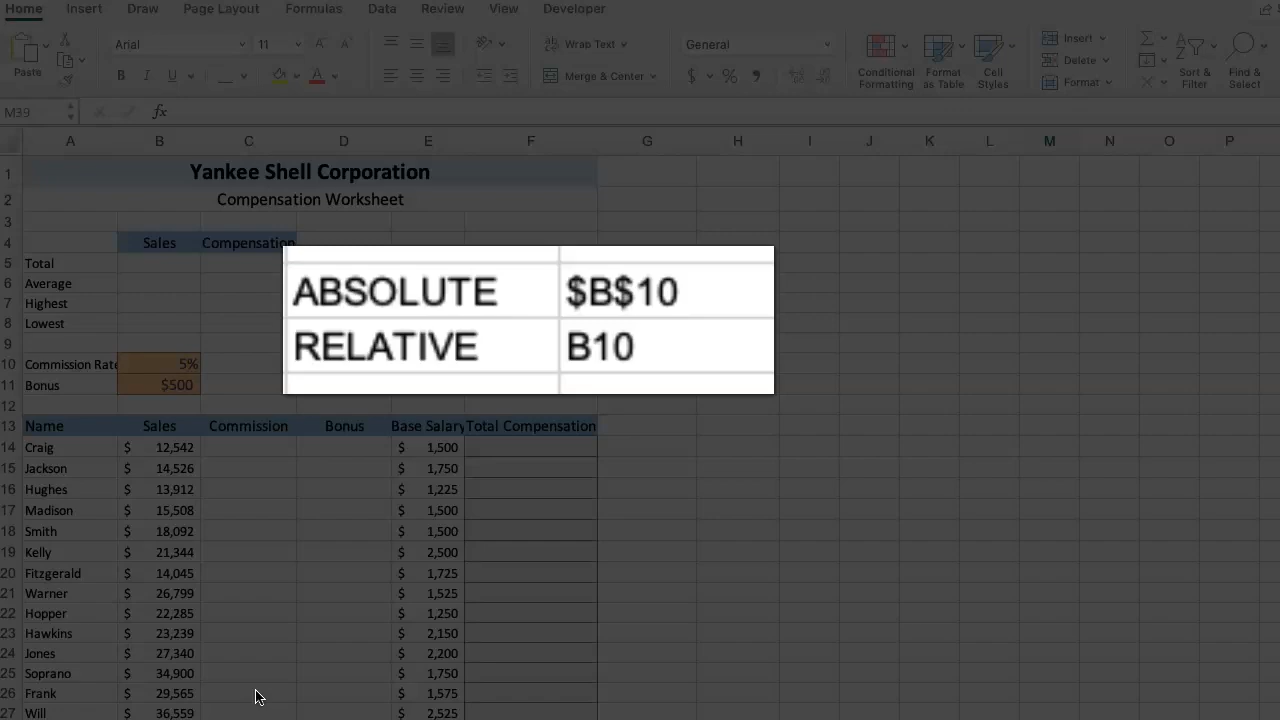 Home Insert Draw Page Layout Formulas Data Review View Developer
Arial 11 Wrap Text General Insert
Paste B I U Merge & Center $ % Conditional Formatting Format as Table Cell Styles Delete Format Sort & Filter Find & Select
M39 fx
A B C D E F G H I J K L M N O P
1 Yankee Shell Corporation
2 Compensation Worksheet
3
4 Sales Compensation
5 Total
6 Average
7 Highest
8 Lowest
ABSOLUTE $B$10
RELATIVE B10
9
10 Commission Rate 5%
11 Bonus $500
12
13 Name Sales Commission Bonus Base Salary Total Compensation
14 Craig $ 12,542 $ 1,500
15 Jackson $ 14,526 $ 1,750
16 Hughes $ 13,912 $ 1,225
17 Madison $ 15,508 $ 1,500
18 Smith $ 18,092 $ 1,500
19 Kelly $ 21,344 $ 2,500
20 Fitzgerald $ 14,045 $ 1,725
21 Warner $ 26,799 $ 1,525
22 Hopper $ 22,285 $ 1,250
23 Hawkins $ 23,239 $ 2,150
24 Jones $ 27,340 $ 2,200
25 Soprano $ 34,900 $ 1,750
26 Frank $ 29,565 $ 1,575
27 Will $ 36,559 $ 2,525